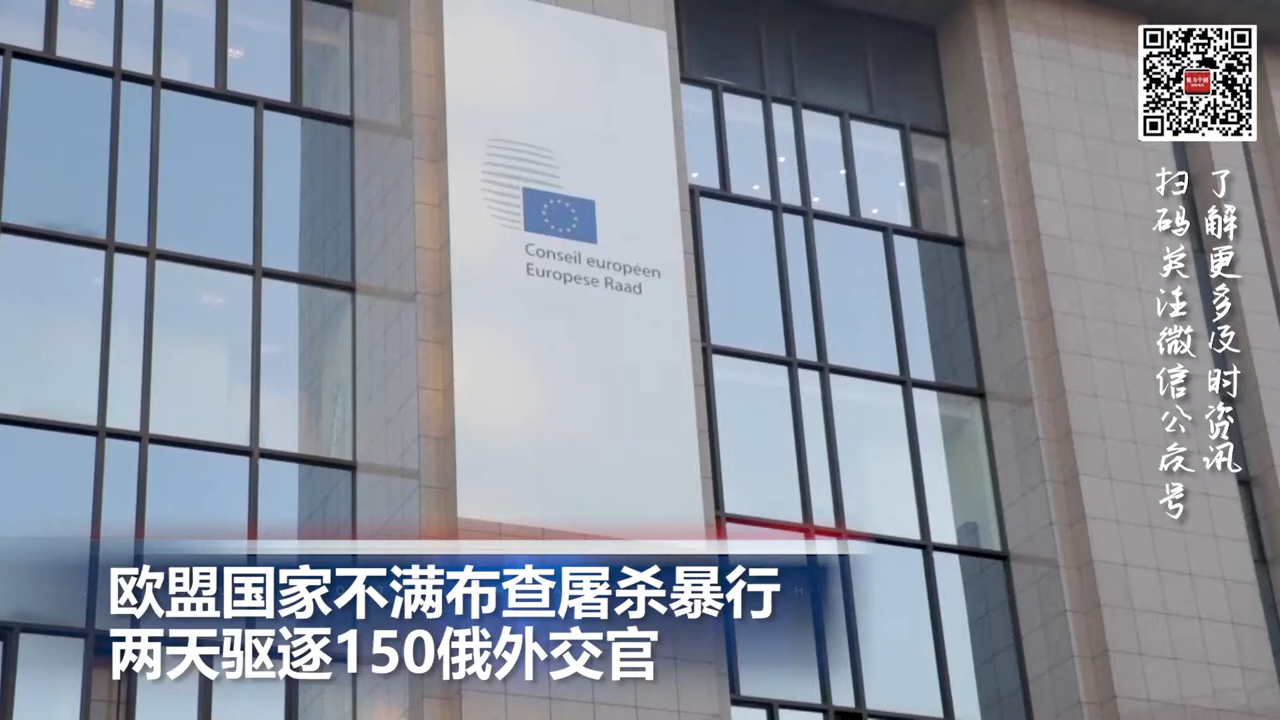 Conseil européen
Europese Raad
了解更多及时资讯
扫码关注微信公众号
欧盟国家不满布查屠杀暴行
两天驱逐150俄外交官